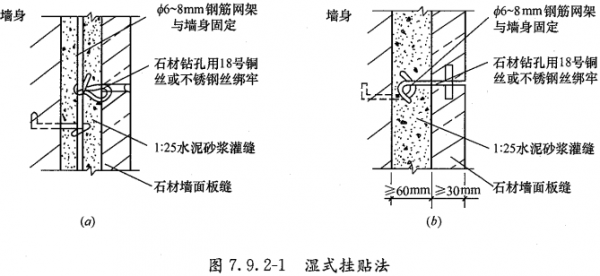 墙身
ϕ6~8mm钢筋网架
与墙身固定
石材钻孔用18号铜
丝或不锈钢丝绑牢
1:25水泥砂浆灌缝
石材墙面板缝
(a)
墙身
ϕ6~8mm钢筋网架
与墙身固定
石材钻孔用18号铜
丝或不锈钢丝绑牢
1:25水泥砂浆灌缝
石材墙面板缝
≥60mm ≥30mm
(b)
图 7.9.2-1 湿式挂贴法